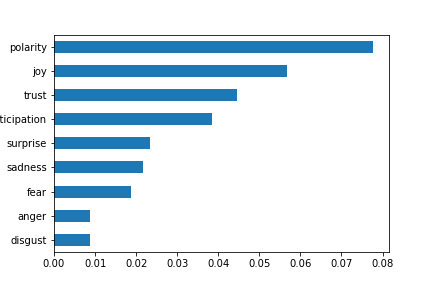 polarity
joy
trust
ticipation
surprise
sadness
fear
anger
disgust
0.00 0.01 0.02 0.03 0.04 0.05 0.06 0.07 0.08